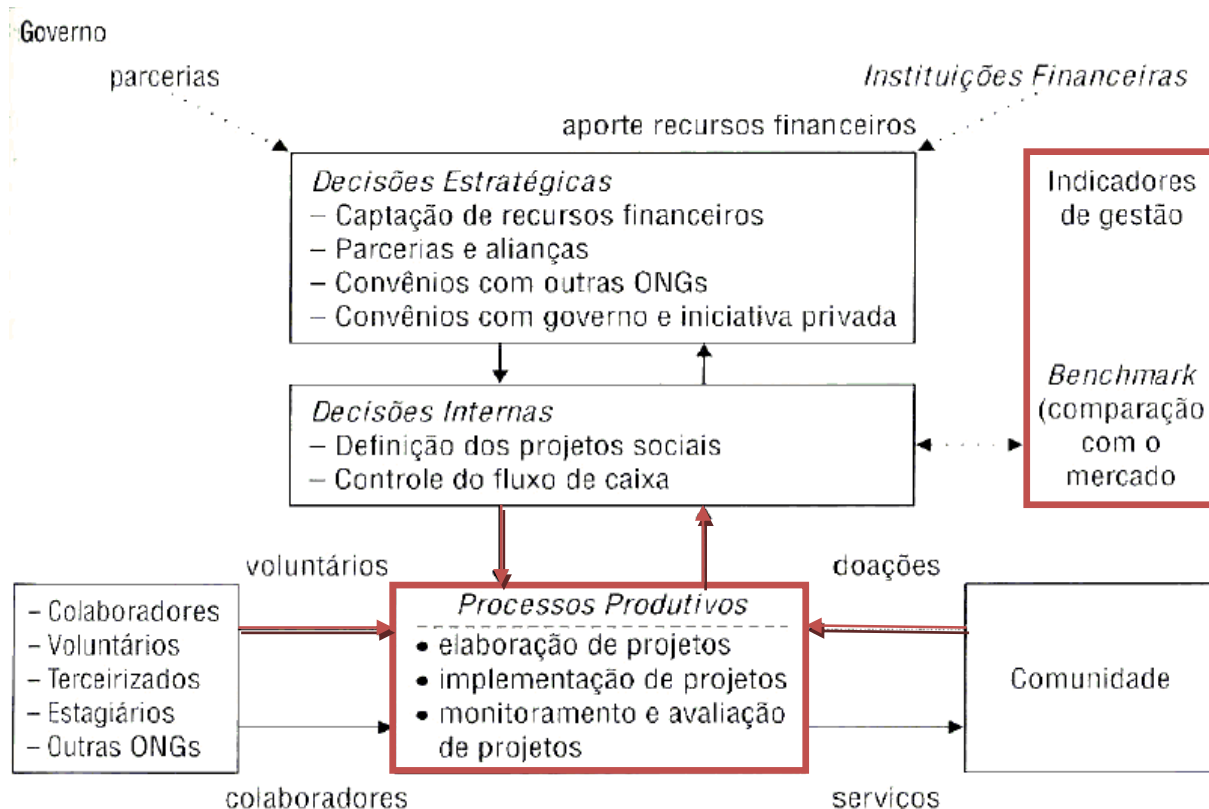 Governo
parcerias
Instituições Financeiras
aporte recursos financeiros
Decisões Estratégicas
– Captação de recursos financeiros
– Parcerias e alianças
– Convênios com outras ONGs
– Convênios com governo e iniciativa privada
Indicadores
de gestão
Benchmark
(comparação
com o
mercado
Decisões Internas
– Definição dos projetos sociais
– Controle do fluxo de caixa
voluntários
doações
– Colaboradores
– Voluntários
– Terceirizados
– Estagiários
– Outras ONGs
Processos Produtivos
• elaboração de projetos
• implementação de projetos
• monitoramento e avaliação
de projetos
Comunidade
colaboradores
serviços